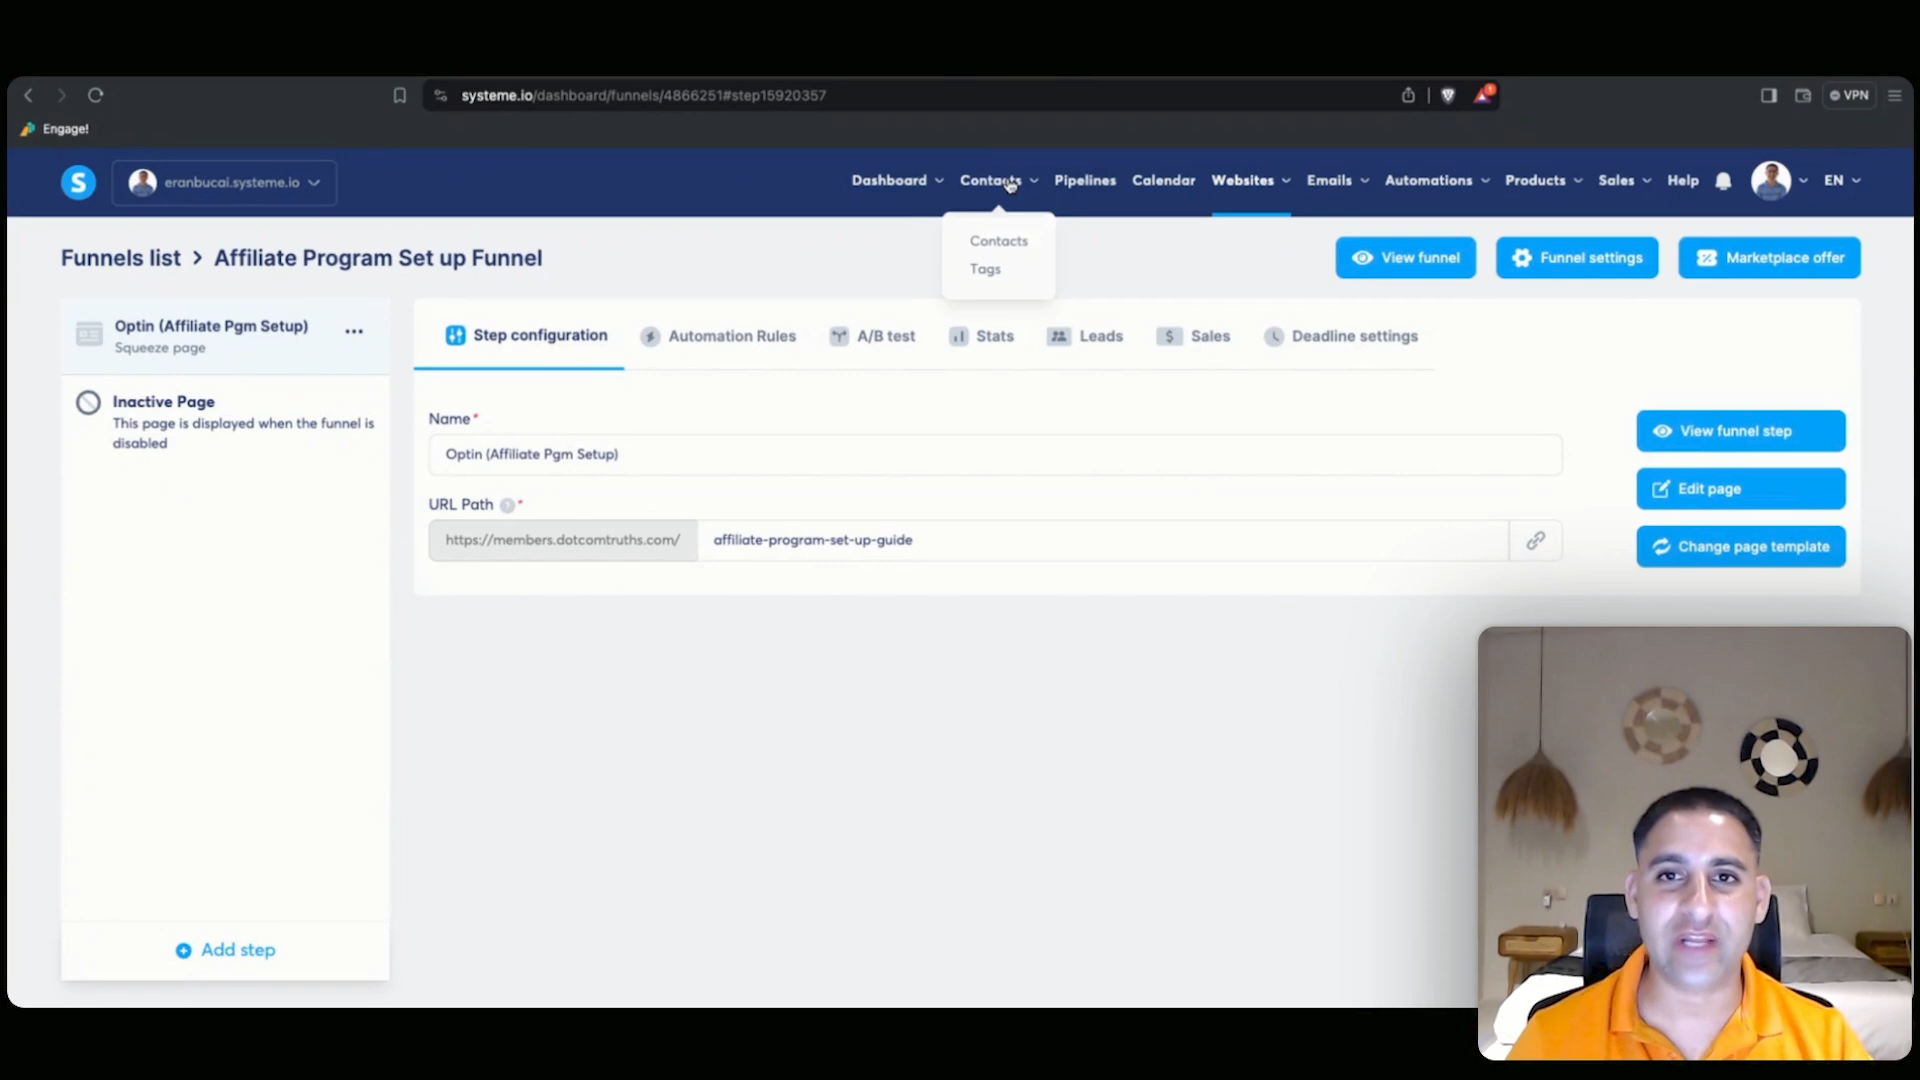 systeme.io/dashboard/funnels/4866251#step15920357
1
VPN
Engage!
S
eranbucai.systeme.io
Dashboard
Contacts
Pipelines
Calendar
Websites
Emails
Automations
Products
Sales
Help
EN
Contacts
Tags
Funnels list > Affiliate Program Set up Funnel
View funnel
Funnel settings
Marketplace offer
Optin (Affiliate Pgm Setup)
Squeeze page
Inactive Page
This page is displayed when the funnel is
disabled
Add step
Step configuration
Automation Rules
A/B test
Stats
Leads
$ Sales
Deadline settings
Name*
Optin (Affiliate Pgm Setup)
URL Path ? *
https://members.dotcomtruths.com/
affiliate-program-set-up-guide
View funnel step
Edit page
Change page template